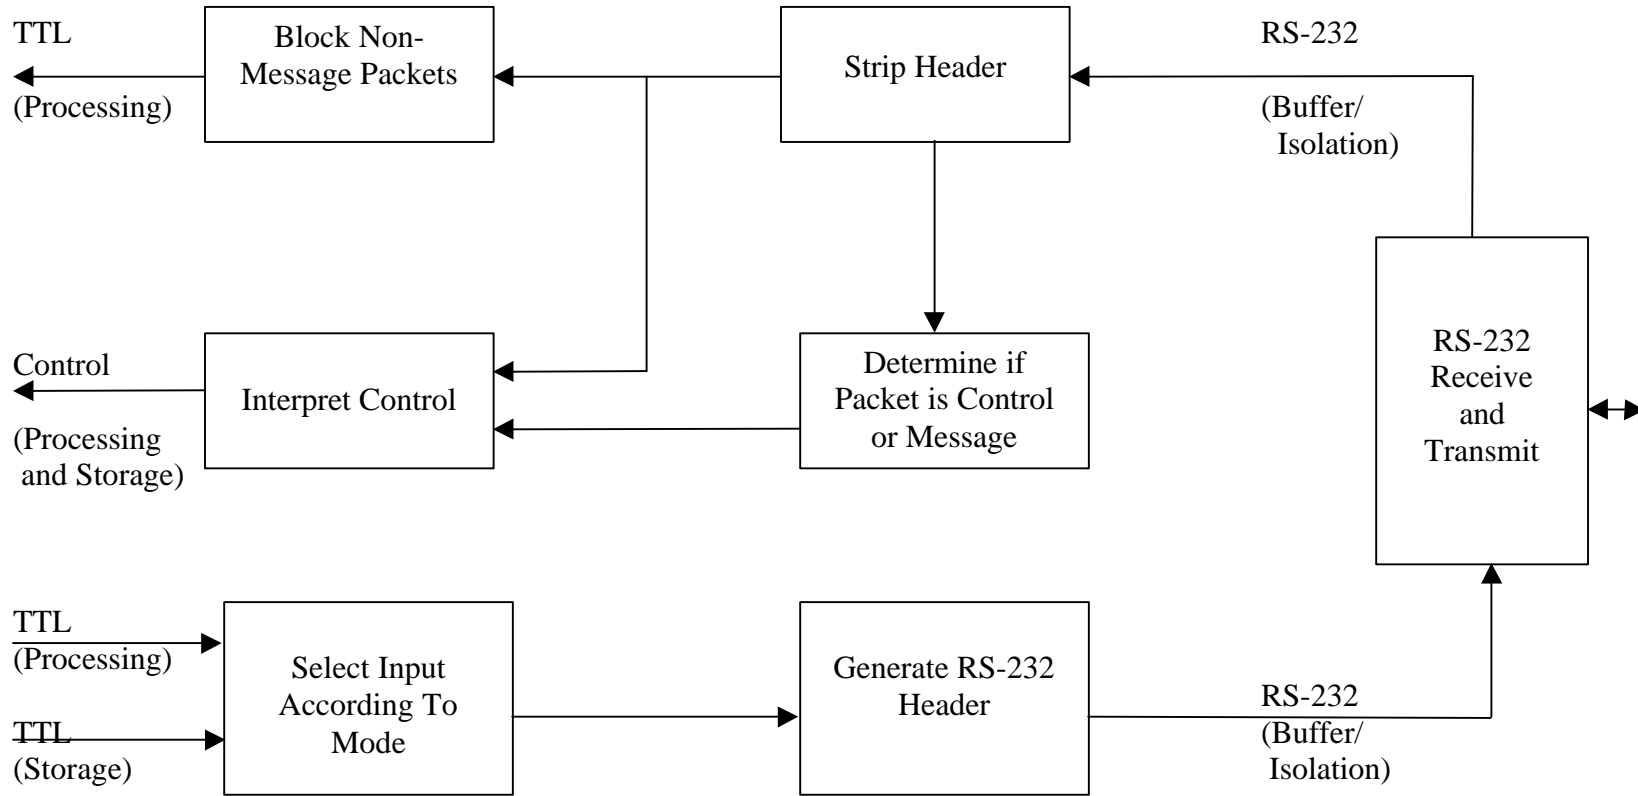 TTL
(Processing)
Block Non-
Message Packets
Strip Header
RS-232
(Buffer/
Isolation)
Control
(Processing
and Storage)
Interpret Control
Determine if
Packet is Control
or Message
RS-232
Receive
and
Transmit
TTL
(Processing)
TTL
(Storage)
Select Input
According To
Mode
Generate RS-232
Header
RS-232
(Buffer/
Isolation)